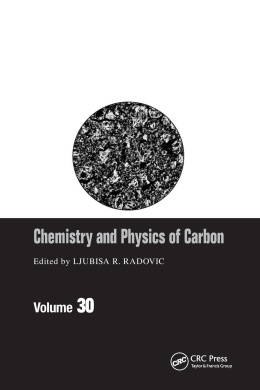 Chemistry and Physics of Carbon
Edited by LJUBISA R. RADOVIC
Volume 30
CRC Press
Taylor & Francis Group